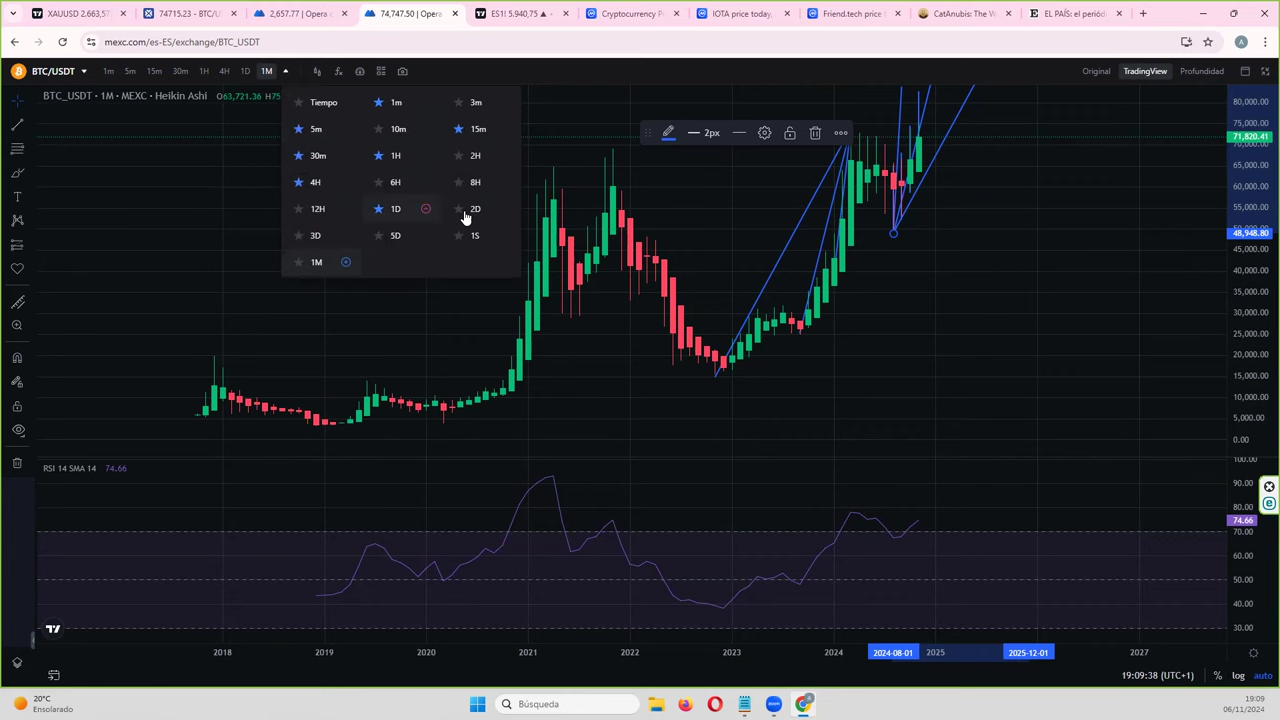 XAUUSD 2.663,5
74715.23 - BTC/U
2,657.77 | Opera c
74,747.50 | Opera
ES1! 5.940,75 ▲ +
Cryptocurrency P
IOTA price today,
Friend.tech price t
CatAnubis: The W
EL PAÍS: el periód
mexc.com/es-ES/exchange/BTC_USDT
A
BTC/USDT 1m 5m 15m 30m 1H 4H 1D 1M
Original TradingView Profundidad
BTC_USDT · 1M · MEXC · Heikin Ashi O63,721.36 H75
Tiempo 1m 3m
5m 10m 15m
30m 1H 2H
4H 6H 8H
12H 1D 2D
3D 5D 1S
1M
2px
80,000.00
75,000.00
71,820.41
70,000.00
65,000.00
60,000.00
55,000.00
48,948.80
45,000.00
40,000.00
35,000.00
30,000.00
25,000.00
20,000.00
15,000.00
10,000.00
5,000.00
0.00
RSI 14 SMA 14 74.66
100.00
90.00
80.00
74.66
70.00
60.00
50.00
40.00
30.00
2018 2019 2020 2021 2022 2023 2024 2024-08-01 2025 2025-12-01 2027
19:09:38 (UTC+1) % log auto
20°C
Ensolarado
Búsqueda
zoom
19:09
06/11/2024